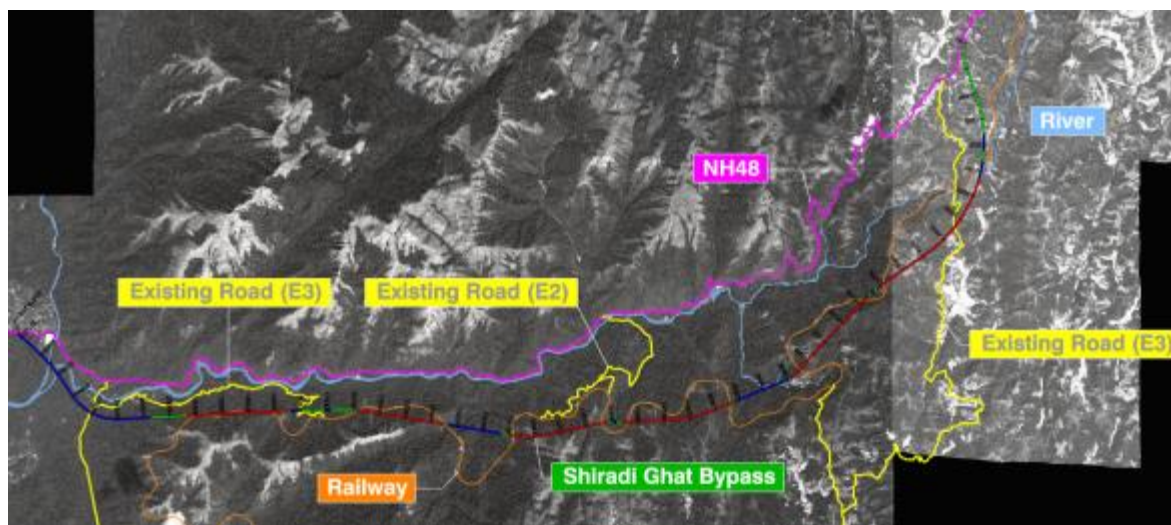 River
NH48
Existing Road (E3)
Existing Road (E2)
Existing Road (E3)
Railway
Shiradi Ghat Bypass